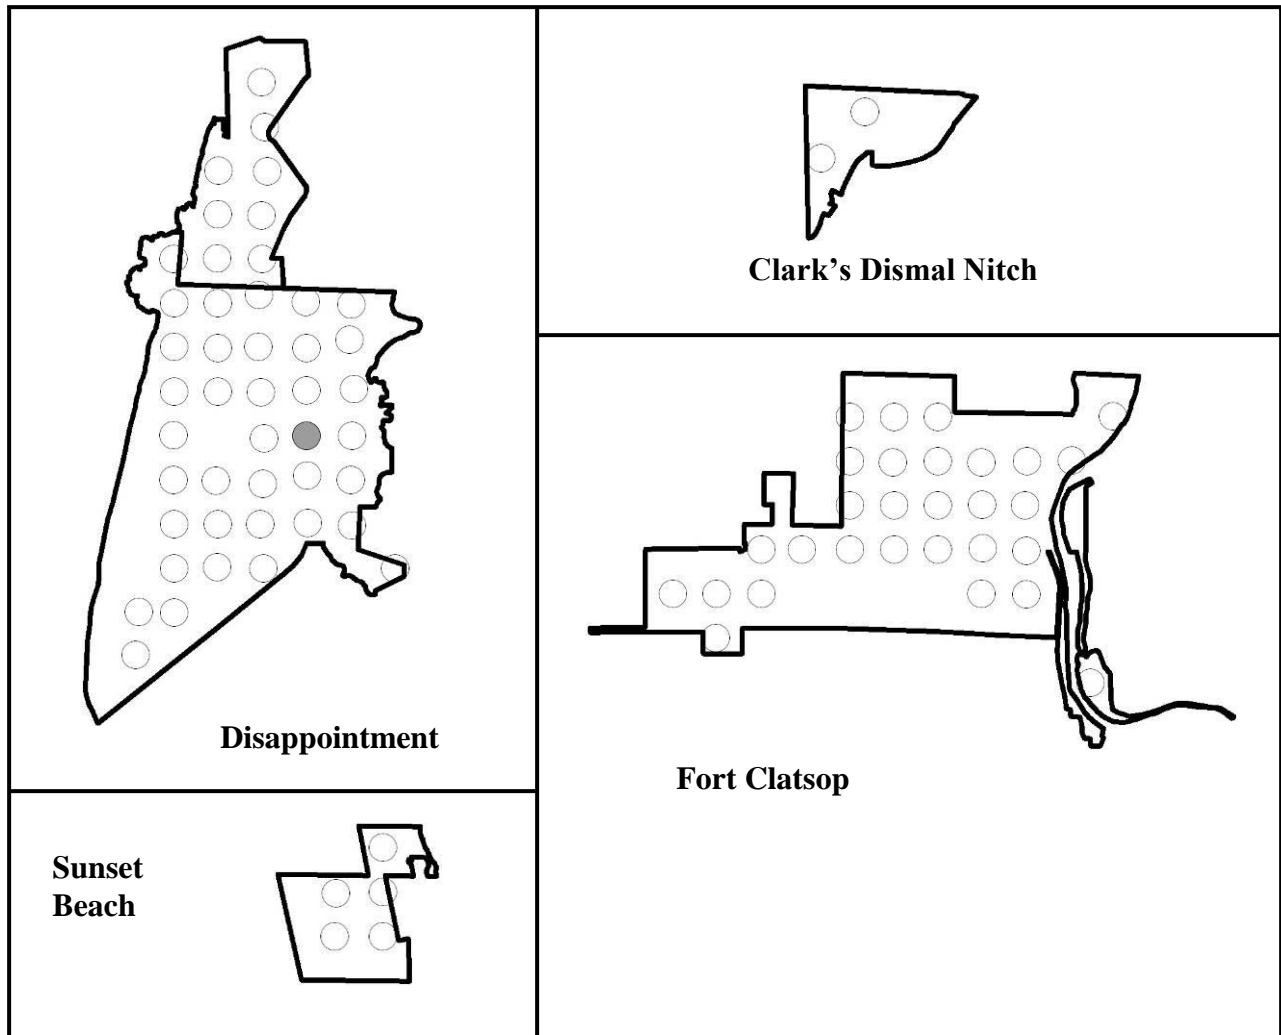 Clark's Dismal Nitch
Disappointment
Fort Clatsop
Sunset
Beach